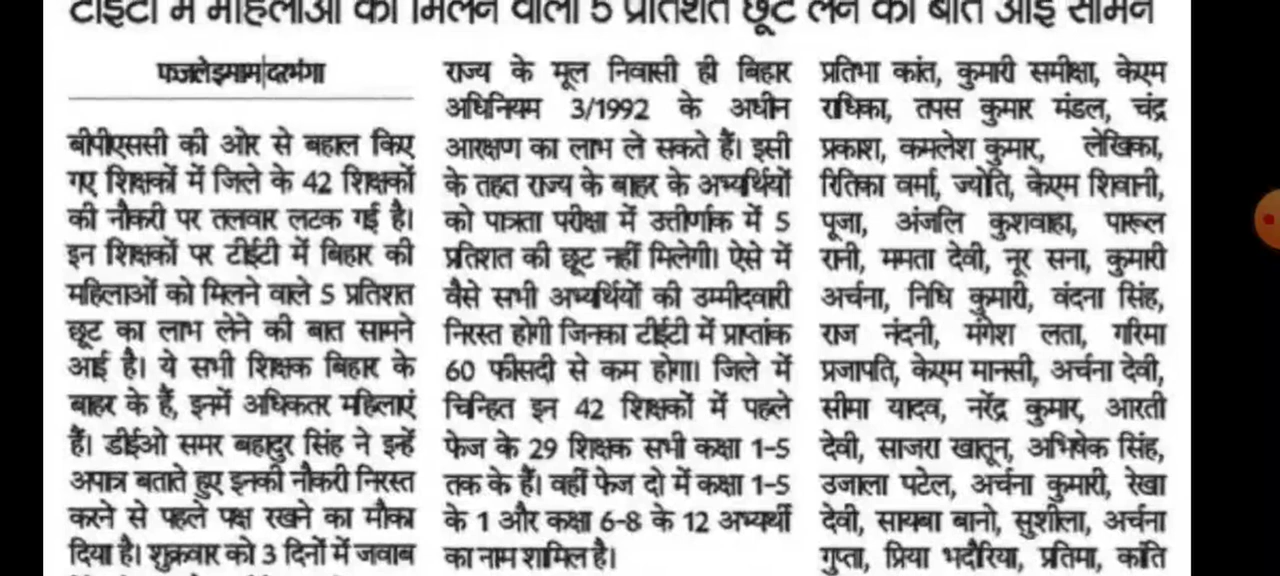 टीईटी में महिलाओं को मिलने वाली 5 प्रतिशत छूट लेने की बात आई सामने
फजले इमाम|दरभंगा
बीपीएससी की ओर से बहाल किए
गए शिक्षकों में जिले के 42 शिक्षकों
की नौकरी पर तलवार लटक गई है।
इन शिक्षकों पर टीईटी में बिहार की
महिलाओं को मिलने वाले 5 प्रतिशत
छूट का लाभ लेने की बात सामने
आई है। ये सभी शिक्षक बिहार के
बाहर के हैं, इनमें अधिकतर महिलाएं
हैं। डीईओ समर बहादुर सिंह ने इन्हें
अपात्र बताते हुए इनकी नौकरी निरस्त
करने से पहले पक्ष रखने का मौका
दिया है। शुक्रवार को 3 दिनों में जवाब
राज्य के मूल निवासी ही बिहार
अधिनियम 3/1992 के अधीन
आरक्षण का लाभ ले सकते हैं। इसी
के तहत राज्य के बाहर के अभ्यर्थियों
को पात्रता परीक्षा में उत्तीर्णांक में 5
प्रतिशत की छूट नहीं मिलेगी। ऐसे में
वैसे सभी अभ्यर्थियों की उम्मीदवारी
निरस्त होगी जिनका टीईटी में प्राप्तांक
60 फीसदी से कम होगा। जिले में
चिन्हित इन 42 शिक्षकों में पहले
फेज के 29 शिक्षक सभी कक्षा 1-5
तक के हैं। वहीं फेज दो में कक्षा 1-5
के 1 और कक्षा 6-8 के 12 अभ्यर्थी
का नाम शामिल है।
प्रतिभा कांत, कुमारी समीक्षा, केएम
राधिका, तपस कुमार मंडल, चंद्र
प्रकाश, कमलेश कुमार, लेखिका,
रितिका वर्मा, ज्योति, केएम शिवानी,
पूजा, अंजलि कुशवाहा, पारूल
रानी, ममता देवी, नूर सना, कुमारी
अर्चना, निधि कुमारी, वंदना सिंह,
राज नंदनी, मंगेश लता, गरिमा
प्रजापति, केएम मानसी, अर्चना देवी,
सीमा यादव, नरेंद्र कुमार, आरती
देवी, साजरा खातून, अभिषेक सिंह,
उजाला पटेल, अर्चना कुमारी, रेखा
देवी, सायबा बानो, सुशीला, अर्चना
गुप्ता, प्रिया भदौरिया, प्रतिमा, कांति